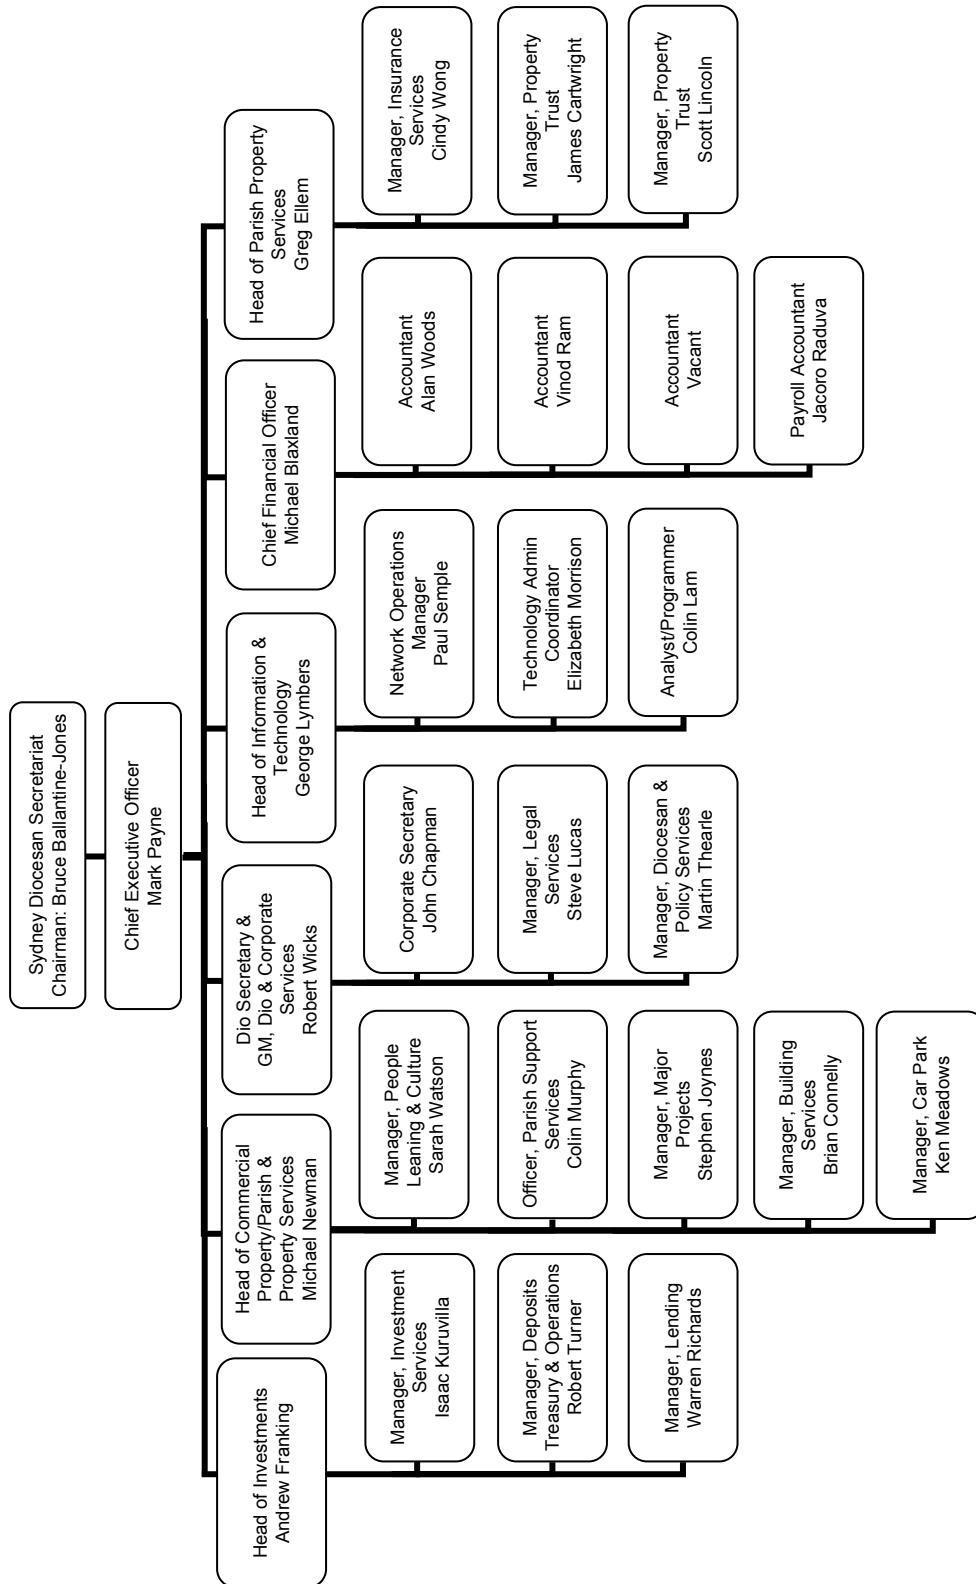 Sydney Diocesan Secretariat
Chairman: Bruce Ballantine-Jones
Chief Executive Officer
Mark Payne
Head of Investments
Andrew Franking
Manager, Investment
Services
Isaac Kuruvilla
Manager, Deposits
Treasury & Operations
Robert Turner
Manager, Lending
Warren Richards
Head of Commercial
Property/Parish &
Property Services
Michael Newman
Manager, People
Leaning & Culture
Sarah Watson
Officer, Parish Support
Services
Colin Murphy
Manager, Major
Projects
Stephen Joynes
Manager, Building
Services
Brian Connelly
Manager, Car Park
Ken Meadows
Dio Secretary &
GM, Dio & Corporate
Services
Robert Wicks
Corporate Secretary
John Chapman
Manager, Legal
Services
Steve Lucas
Manager, Diocesan &
Policy Services
Martin Thearle
Head of Information &
Technology
George Lymbers
Network Operations
Manager
Paul Semple
Technology Admin
Coordinator
Elizabeth Morrison
Analyst/Programmer
Colin Lam
Chief Financial Officer
Michael Blaxland
Accountant
Alan Woods
Accountant
Vinod Ram
Accountant
Vacant
Payroll Accountant
Jacoro Raduva
Head of Parish Property
Services
Greg Ellem
Manager, Insurance
Services
Cindy Wong
Manager, Property
Trust
James Cartwright
Manager, Property
Trust
Scott Lincoln